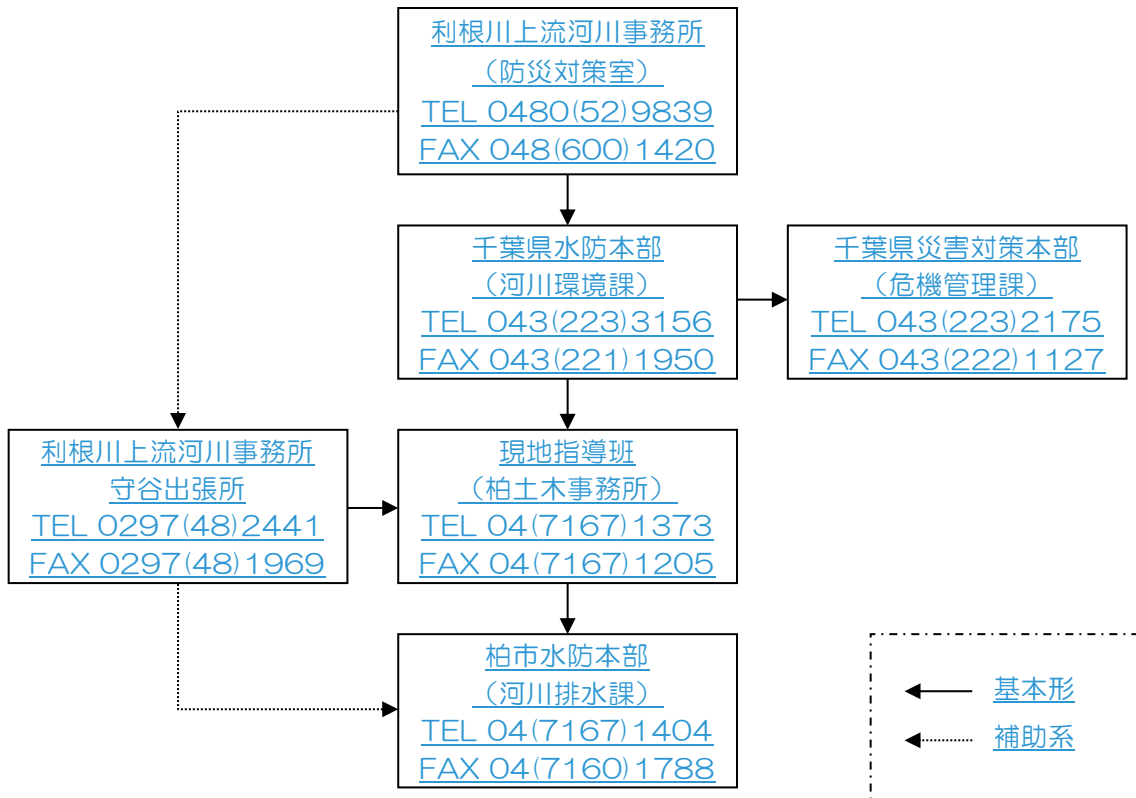 利根川上流河川事務所
（防災対策室）
TEL 0480(52)9839
FAX 048(600)1420
千葉県水防本部
（河川環境課）
TEL 043(223)3156
FAX 043(221)1950
千葉県災害対策本部
（危機管理課）
TEL 043(223)2175
FAX 043(222)1127
利根川上流河川事務所
守谷出張所
TEL 0297(48)2441
FAX 0297(48)1969
現地指導班
（柏土木事務所）
TEL 04(7167)1373
FAX 04(7167)1205
柏市水防本部
（河川排水課）
TEL 04(7167)1404
FAX 04(7160)1788
基本形
補助系